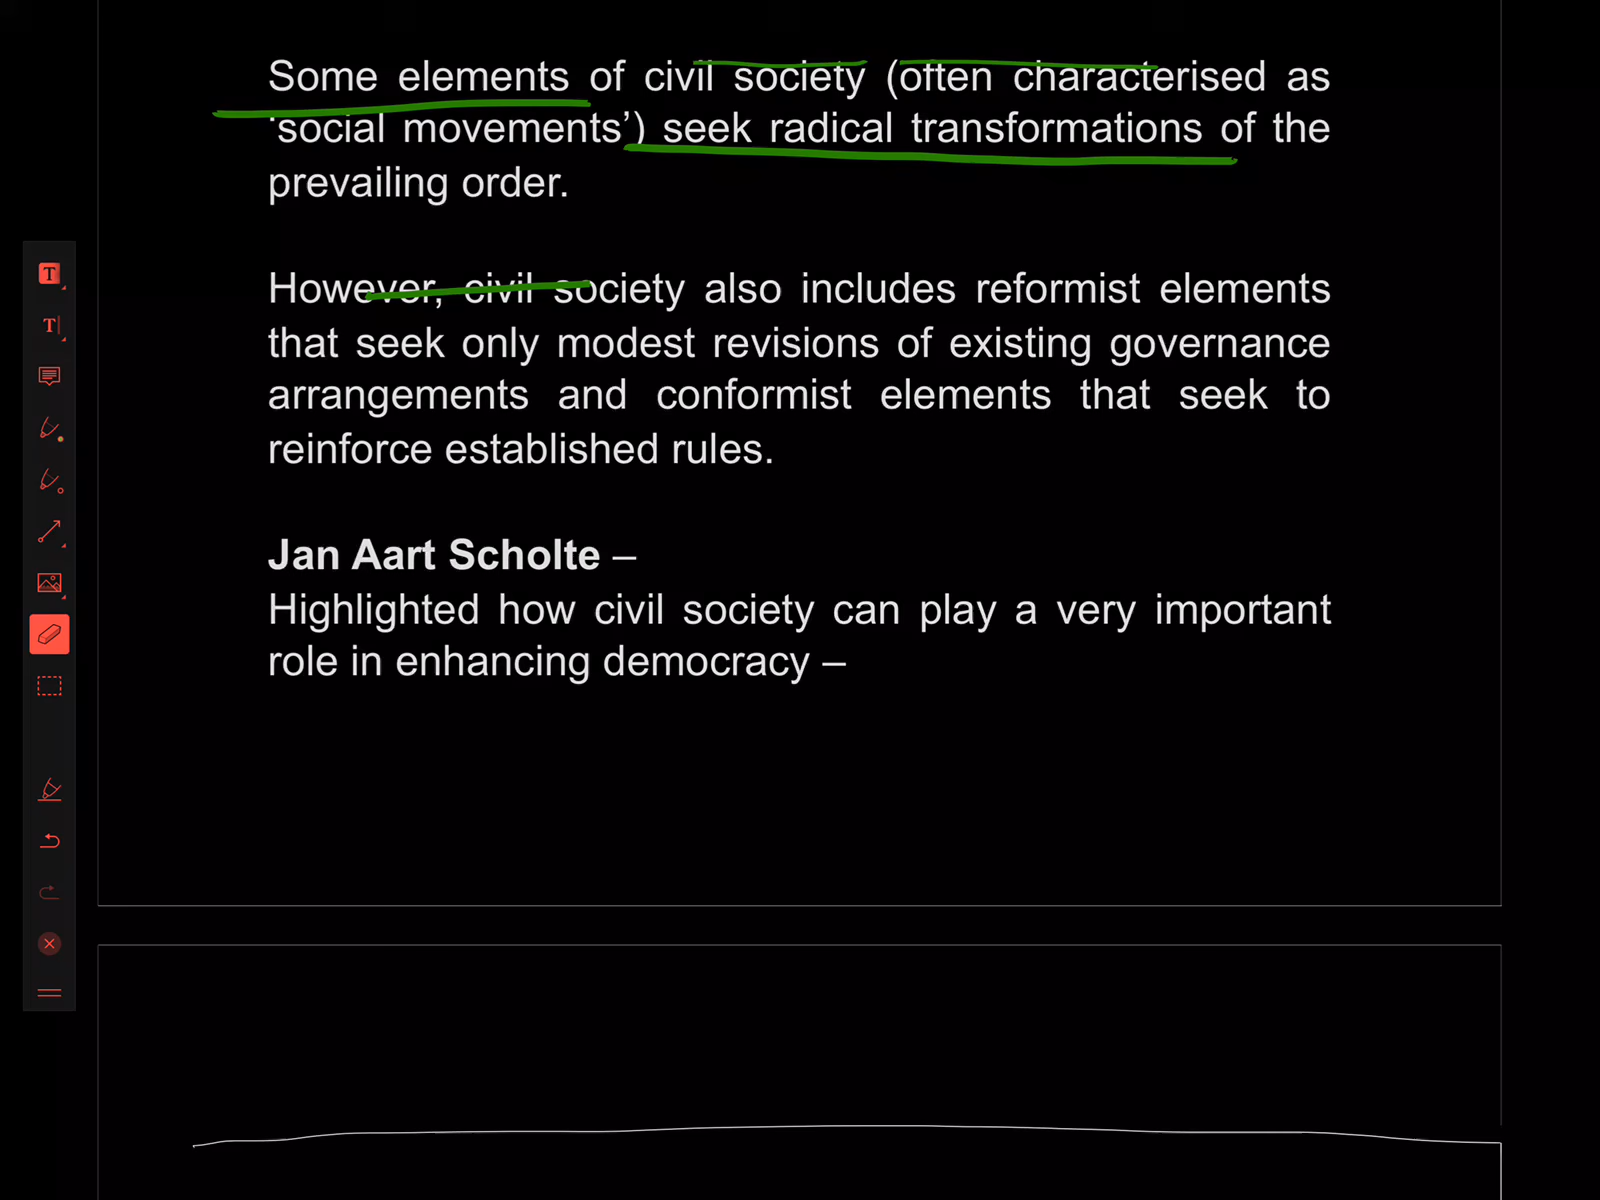 Some elements of civil society (often characterised as
‘social movements’) seek radical transformations of the
prevailing order.
However, civil society also includes reformist elements
that seek only modest revisions of existing governance
arrangements and conformist elements that seek to
reinforce established rules.
Jan Aart Scholte –
Highlighted how civil society can play a very important
role in enhancing democracy –